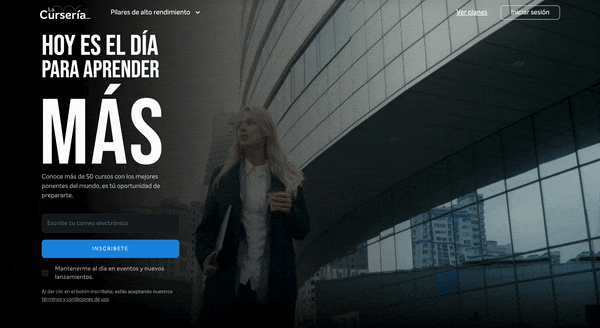 La
Cursería
Pilares de alto rendimiento
Ver planes
Iniciar sesión
HOY ES EL DÍA
PARA APRENDER
MÁS
Conoce más de 50 cursos con los mejores
ponentes del mundo, es tú oportunidad de
prepararte.
Escribe tu correo electrónico
INSCRIBETE
Mantenerme al día en eventos y nuevos
lanzamientos.
Al dar clic en el botón inscríbete, estás aceptando nuestros
términos y condiciones de uso